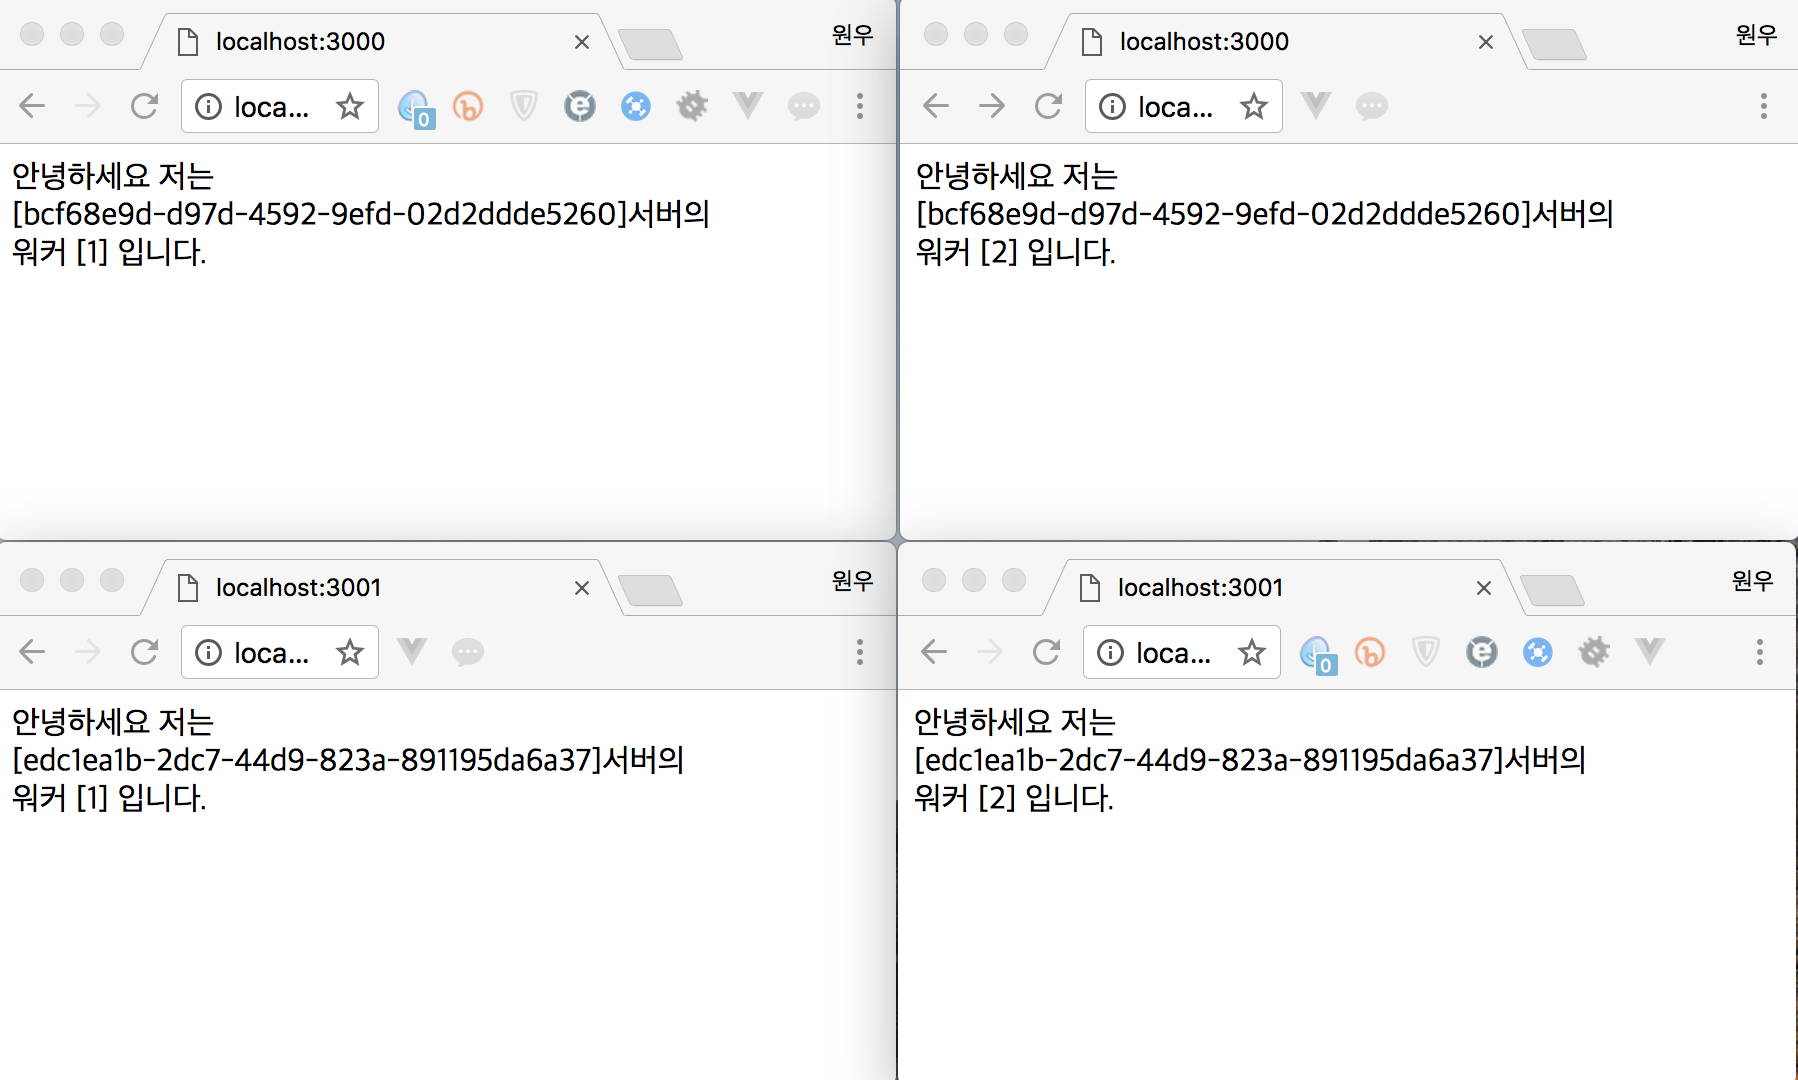 localhost:3000
원우
loca...
0
안녕하세요 저는
[bcf68e9d-d97d-4592-9efd-02d2ddde5260]서버의
워커 [1] 입니다.
localhost:3000
원우
loca...
안녕하세요 저는
[bcf68e9d-d97d-4592-9efd-02d2ddde5260]서버의
워커 [2] 입니다.
localhost:3001
원우
loca...
안녕하세요 저는
[edc1ea1b-2dc7-44d9-823a-891195da6a37]서버의
워커 [1] 입니다.
localhost:3001
원우
loca...
0
안녕하세요 저는
[edc1ea1b-2dc7-44d9-823a-891195da6a37]서버의
워커 [2] 입니다.